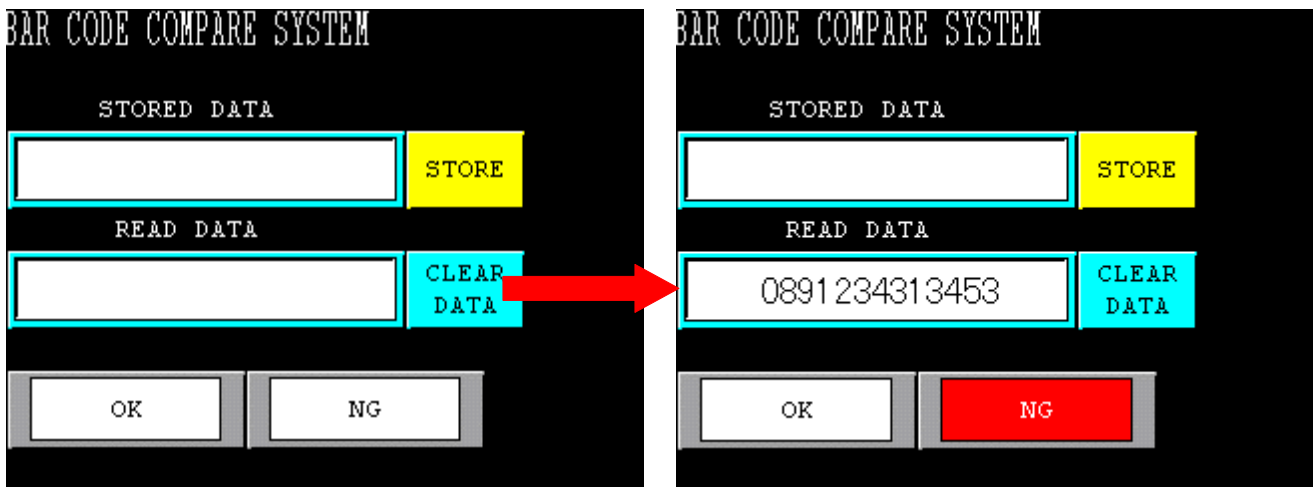 BAR CODE COMPARE SYSTEM
STORED DATA
STORE
READ DATA
CLEAR
DATA
OK
NG
BAR CODE COMPARE SYSTEM
STORED DATA
STORE
READ DATA
0891234313453
CLEAR
DATA
OK
NG